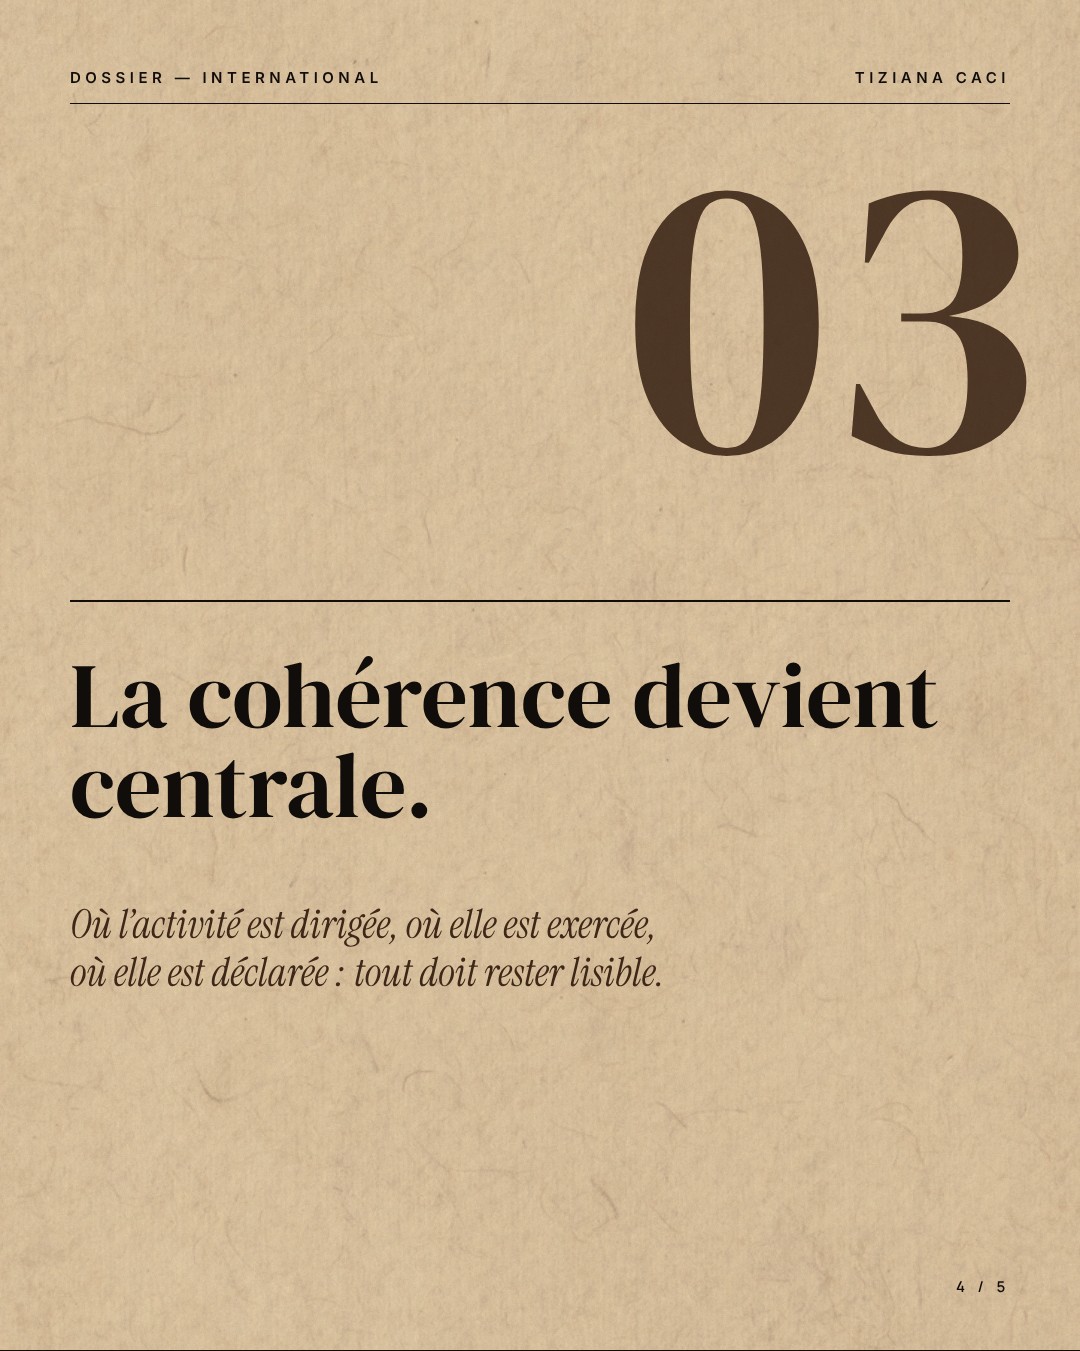 DOSSIER — INTERNATIONAL
TIZIANA CACI
03
La cohérence devient
centrale.
Où l’activité est dirigée, où elle est exercée,
où elle est déclarée : tout doit rester lisible.
4 / 5